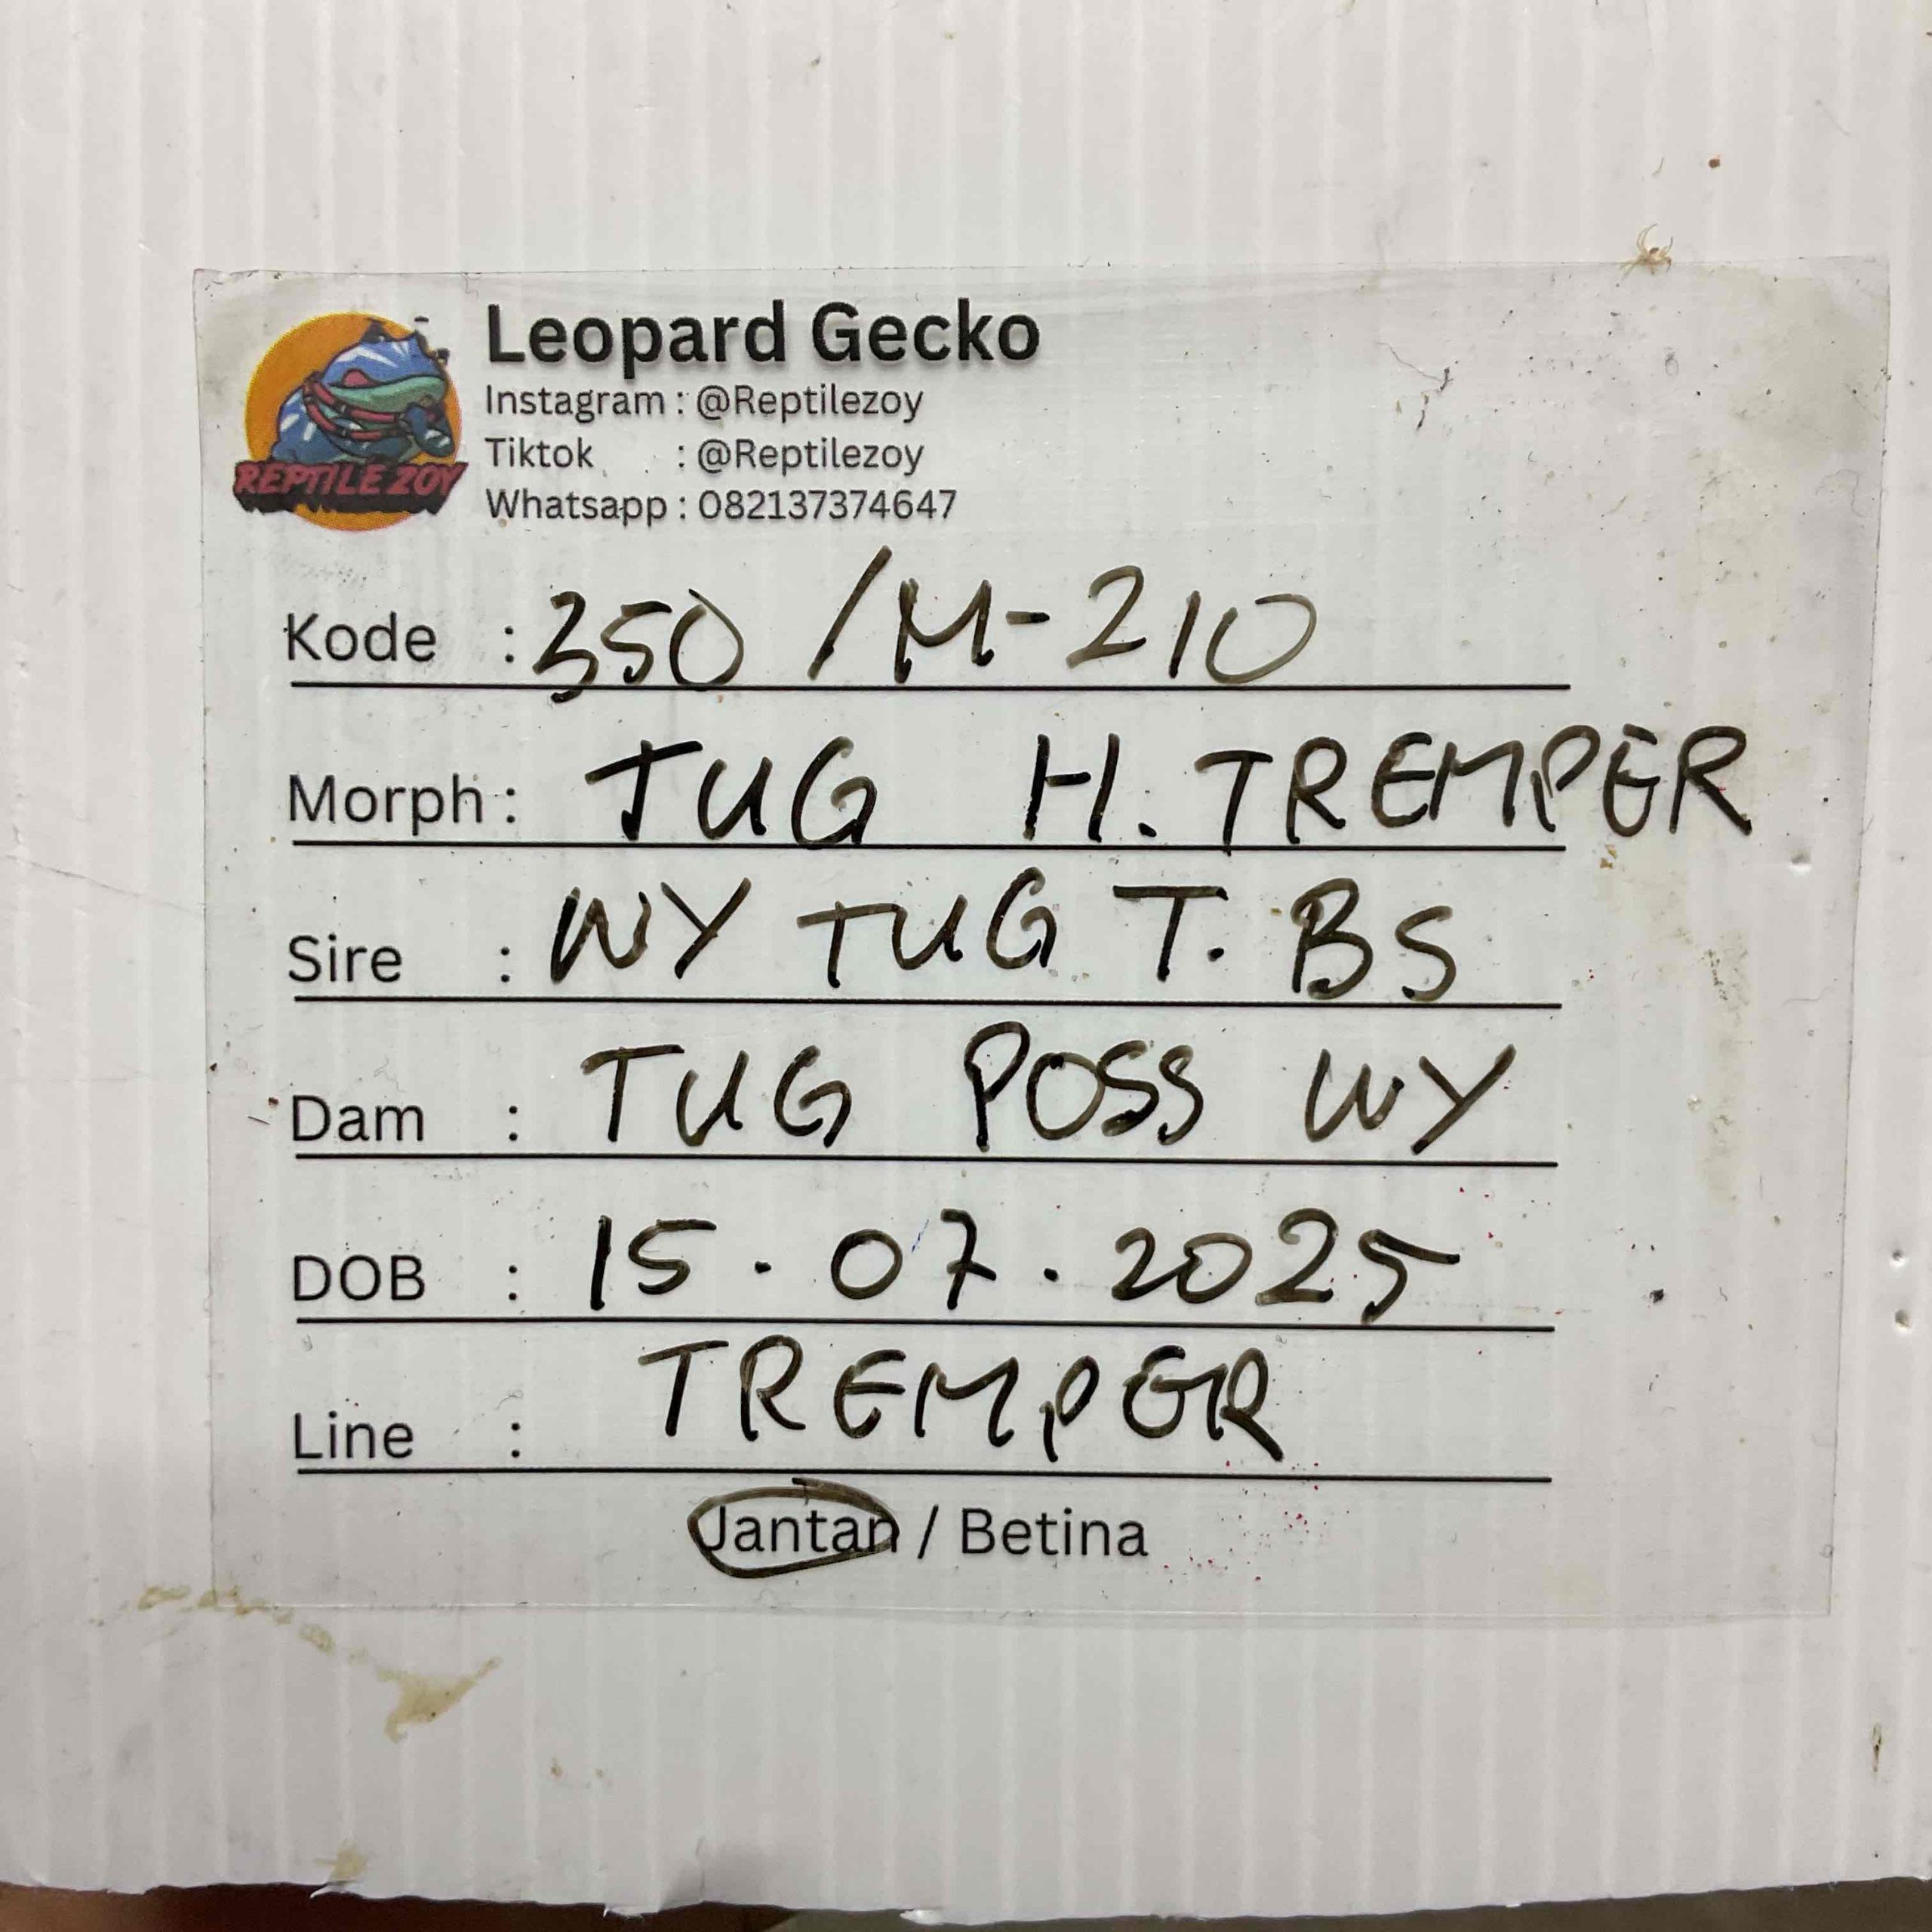 REPTILE ZOY
Leopard Gecko
Instagram : @Reptilezoy
Tiktok : @Reptilezoy
Whatsapp : 082137374647
Kode : 350 / M-210
Morph : TUG H. TREMPER
Sire : WY TUG T. BS
Dam : TUG POSS WY
DOB : 15 . 07 . 2025
Line : TREMPER
Jantan / Betina